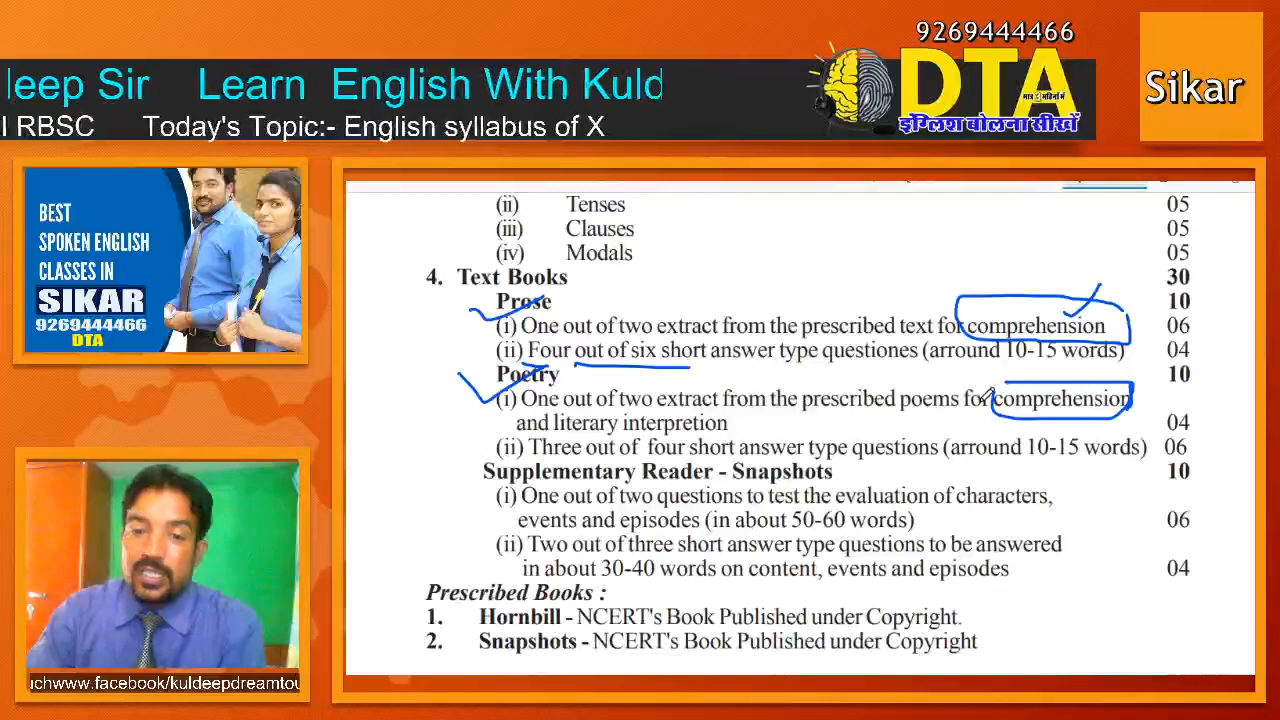 9269444466
leep Sir Learn English With Kuld
DTA
मात्र 3 महिनों में
इंग्लिश बोलना सीखें
Sikar
l RBSC Today's Topic:- English syllabus of X
BEST
SPOKEN ENGLISH
CLASSES IN
SIKAR
9269444466
DTA
(ii) Tenses 05
(iii) Clauses 05
(iv) Modals 05
4. Text Books 30
Prose 10
(i) One out of two extract from the prescribed text for comprehension 06
(ii) Four out of six short answer type questiones (arround 10-15 words) 04
Poetry 10
(i) One out of two extract from the prescribed poems for comprehension
and literary interpretion 04
(ii) Three out of four short answer type questions (arround 10-15 words) 06
Supplementary Reader - Snapshots 10
(i) One out of two questions to test the evaluation of characters,
events and episodes (in about 50-60 words) 06
(ii) Two out of three short answer type questions to be answered
in about 30-40 words on content, events and episodes 04
Prescribed Books :
1. Hornbill - NCERT's Book Published under Copyright.
2. Snapshots - NCERT's Book Published under Copyright
uchwww.facebook/kuldeepdreamtou